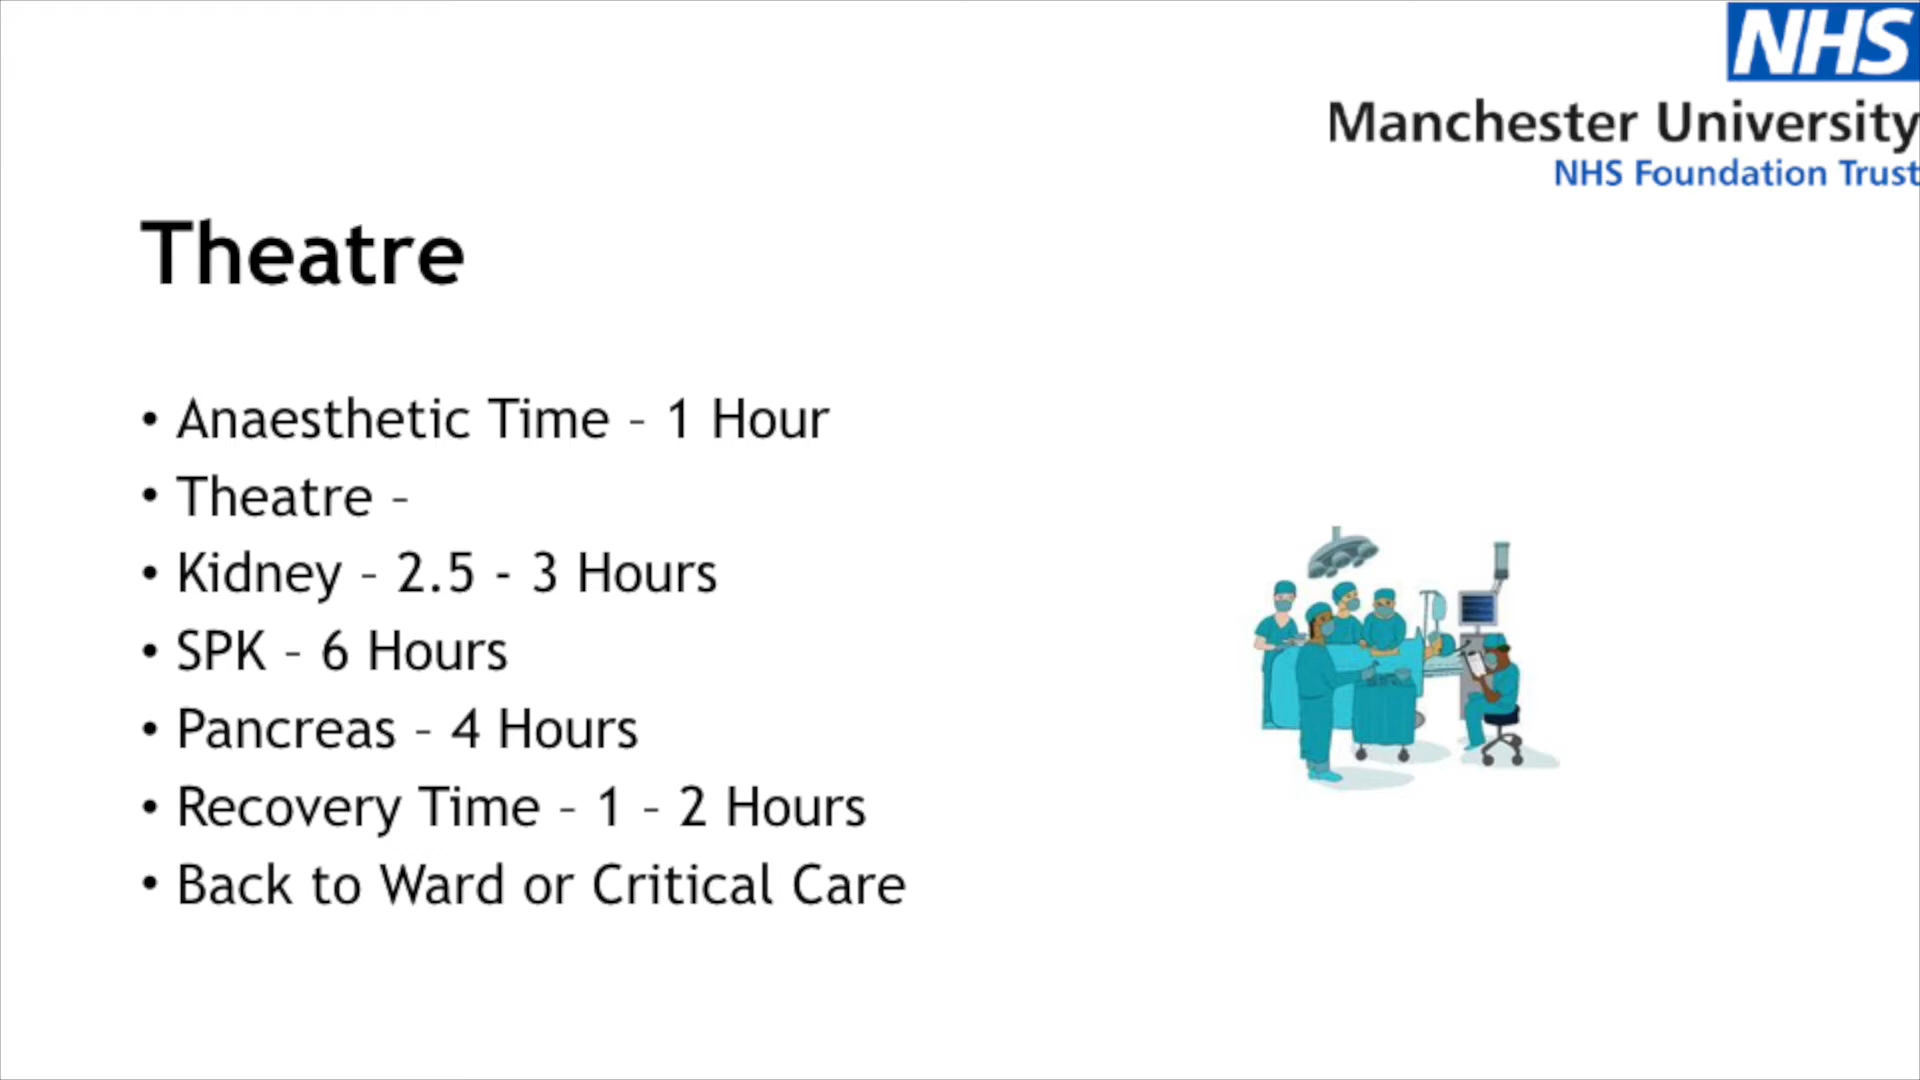 NHS
Manchester University
NHS Foundation Trust
Theatre
• Anaesthetic Time – 1 Hour
• Theatre –
• Kidney – 2.5 - 3 Hours
• SPK – 6 Hours
• Pancreas – 4 Hours
• Recovery Time – 1 – 2 Hours
• Back to Ward or Critical Care